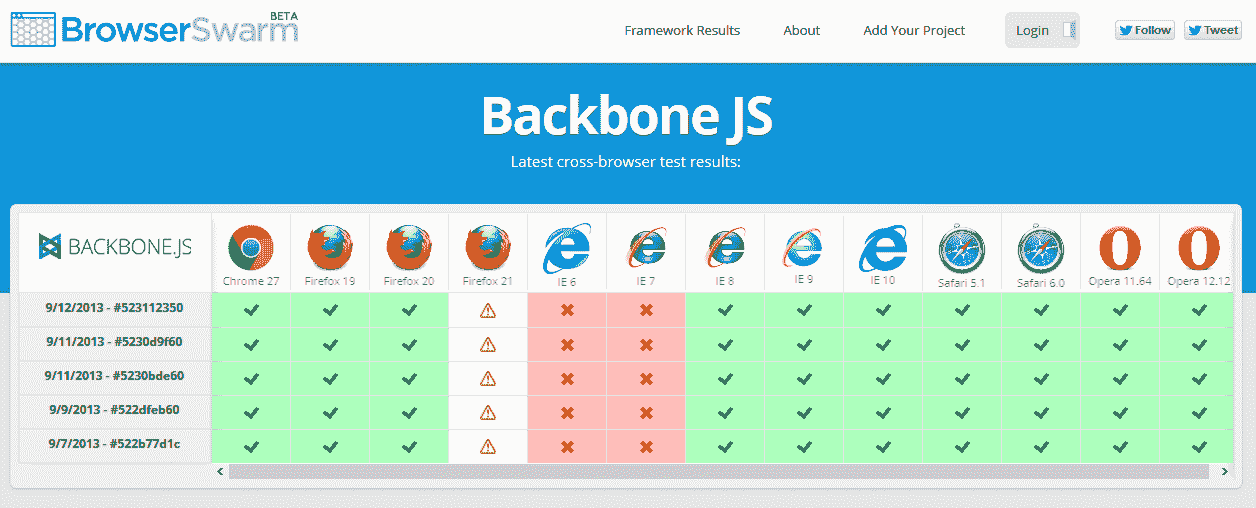 BrowserSwarm BETA
Framework Results About Add Your Project Login Follow Tweet
Backbone JS
Latest cross-browser test results:
BACKBONE.JS
Chrome 27 Firefox 19 Firefox 20 Firefox 21 IE 6 IE 7 IE 8 IE 9 IE 10 Safari 5.1 Safari 6.0 Opera 11.64 Opera 12.12
9/12/2013 - #523112350
9/11/2013 - #5230d9f60
9/11/2013 - #5230bde60
9/9/2013 - #522dfeb60
9/7/2013 - #522b77d1c